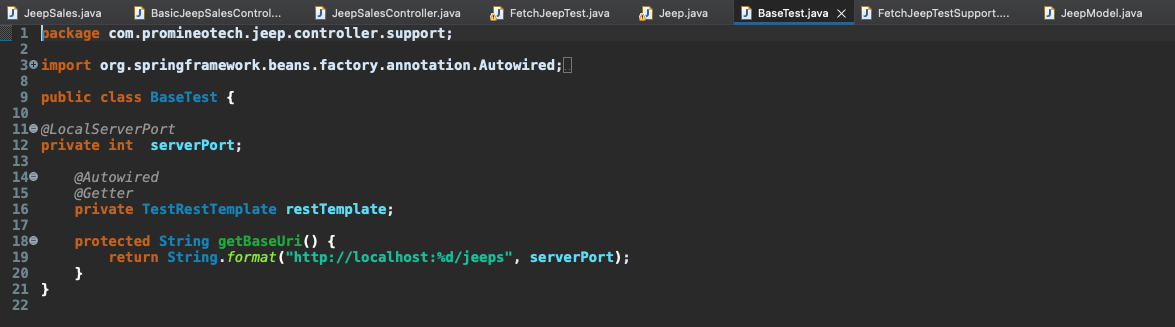 JeepSales.java BasicJeepSalesControl... JeepSalesController.java FetchJeepTest.java Jeep.java BaseTest.java FetchJeepTestSupport.... JeepModel.java
1 package com.promineotech.jeep.controller.support;
2
3 import org.springframework.beans.factory.annotation.Autowired;
8
9 public class BaseTest {
10
11 @LocalServerPort
12 private int  serverPort;
13
14     @Autowired
15     @Getter
16     private TestRestTemplate restTemplate;
17
18     protected String getBaseUri() {
19         return String.format("http://localhost:%d/jeeps", serverPort);
20     }
21 }
22